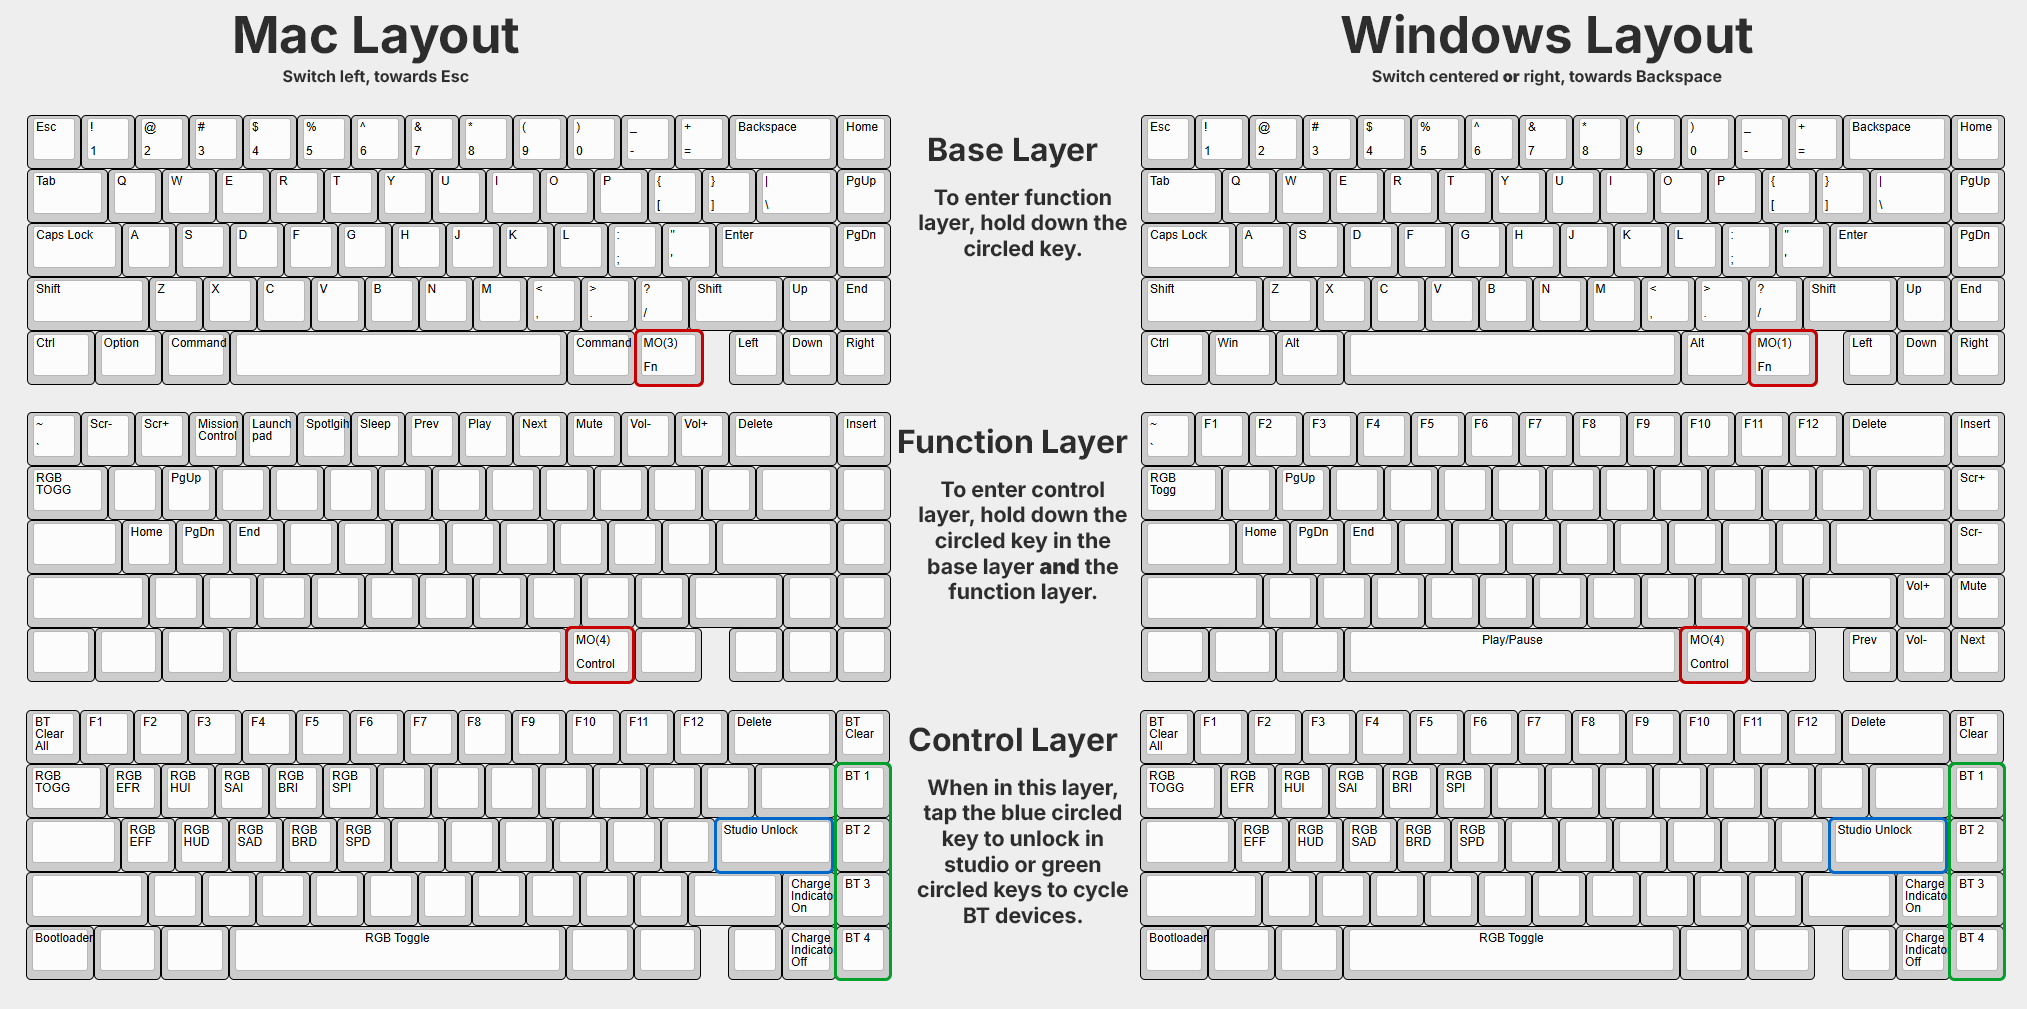 Mac Layout
Switch left, towards Esc
Windows Layout
Switch centered or right, towards Backspace
Esc ! @ # $ % ^ & * ( ) _ + Backspace Home
1 2 3 4 5 6 7 8 9 0 - =
Tab Q W E R T Y U I O P { } | PgUp
[ ] \
Caps Lock A S D F G H J K L : " Enter PgDn
; '
Shift Z X C V B N M < > ? Shift Up End
, . /
Ctrl Option Command Command MO(3) Left Down Right
Fn
Base Layer
To enter function
layer, hold down the
circled key.
Esc ! @ # $ % ^ & * ( ) _ + Backspace Home
1 2 3 4 5 6 7 8 9 0 - =
Tab Q W E R T Y U I O P { } | PgUp
[ ] \
Caps Lock A S D F G H J K L : " Enter PgDn
; '
Shift Z X C V B N M < > ? Shift Up End
, . /
Ctrl Win Alt Alt MO(1) Left Down Right
Fn
~ Scr- Scr+ Mission Launch Spotlgih Sleep Prev Play Next Mute Vol- Vol+ Delete Insert
` Control pad
RGB PgUp
TOGG
Home PgDn End
MO(4)
Control
Function Layer
To enter control
layer, hold down the
circled key in the
base layer and the
function layer.
~ F1 F2 F3 F4 F5 F6 F7 F8 F9 F10 F11 F12 Delete Insert
`
RGB PgUp Scr+
Togg
Home PgDn End Scr-
Vol+ Mute
Play/Pause MO(4) Prev Vol- Next
Control
BT F1 F2 F3 F4 F5 F6 F7 F8 F9 F10 F11 F12 Delete BT
Clear Clear
All
RGB RGB RGB RGB RGB RGB BT 1
TOGG EFR HUI SAI BRI SPI
RGB RGB RGB RGB RGB Studio Unlock BT 2
EFF HUD SAD BRD SPD
Charge BT 3
Indicato
On
Bootloader RGB Toggle Charge BT 4
Indicato
Off
Control Layer
When in this layer,
tap the blue circled
key to unlock in
studio or green
circled keys to cycle
BT devices.
BT F1 F2 F3 F4 F5 F6 F7 F8 F9 F10 F11 F12 Delete BT
Clear Clear
All
RGB RGB RGB RGB RGB RGB BT 1
TOGG EFR HUI SAI BRI SPI
RGB RGB RGB RGB RGB Studio Unlock BT 2
EFF HUD SAD BRD SPD
Charge BT 3
Indicato
On
Bootloader RGB Toggle Charge BT 4
Indicato
Off